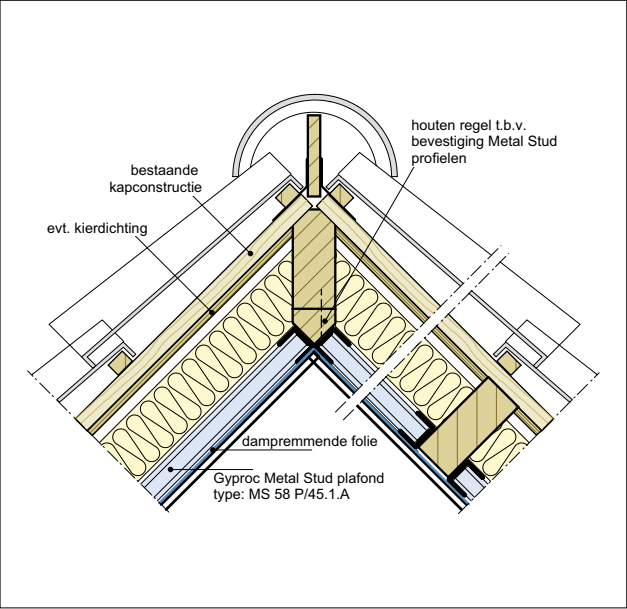 houten regel t.b.v.
bevestiging Metal Stud
profielen
bestaande
kapconstructie
evt. kierdichting
dampremmende folie
Gyproc Metal Stud plafond
type: MS 58 P/45.1.A